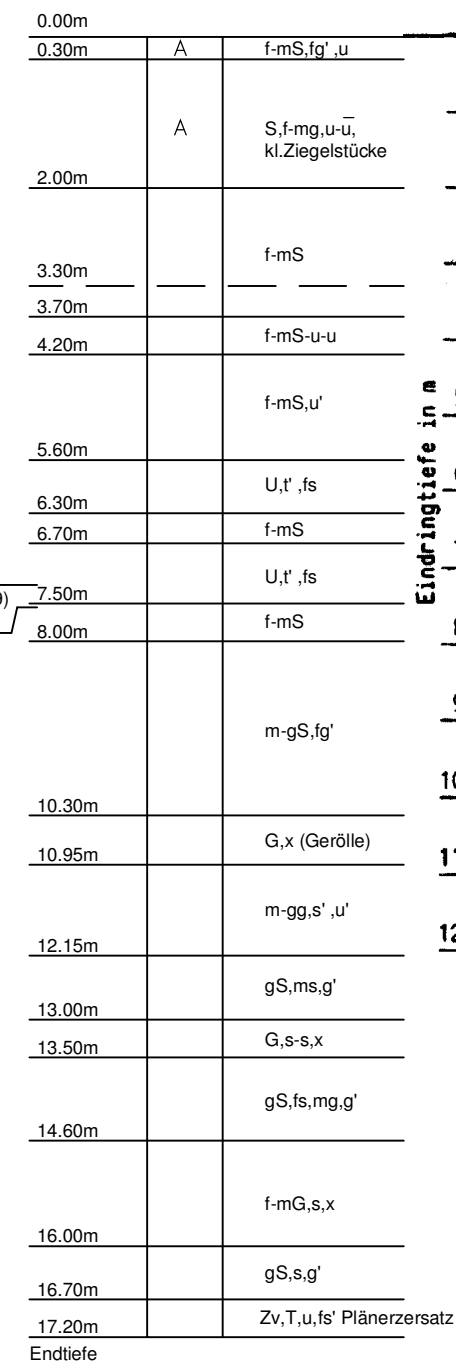 0.00m
0.30m A f-mS,fg' ,u
A S,f-mg,u-u̅,
kl.Ziegelstücke
2.00m
f-mS
3.30m
3.70m
f-mS-u-u
4.20m
f-mS,u'
5.60m
U,t' ,fs
6.30m
f-mS
6.70m
U,t' ,fs
7.50m
f-mS
8.00m
m-gS,fg'
10.30m
G,x (Gerölle)
10.95m
m-gg,s' ,u'
12.15m
gS,ms,g'
13.00m
G,s-s,x
13.50m
gS,fs,mg,g'
14.60m
f-mG,s,x
16.00m
gS,s,g'
16.70m
Zv,T,u,fs' Plänerzersatz
17.20m
Endtiefe
Eindringtiefe in m
10
12